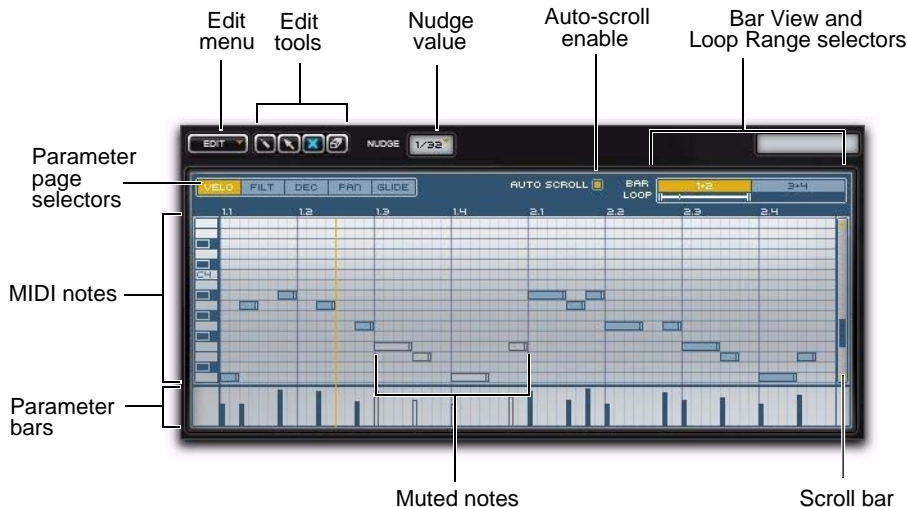 Edit
menu
Edit
tools
Nudge
value
Auto-scroll
enable
Bar View and
Loop Range selectors
EDIT
NUDGE
1/32
Parameter
page
selectors
VELO FILT DEC PAN GLIDE
AUTO SCROLL
BAR
LOOP
1+2 3+4
1.1 1.2 1.3 1.4 2.1 2.2 2.3 2.4
C4
MIDI notes
Parameter
bars
Muted notes
Scroll bar